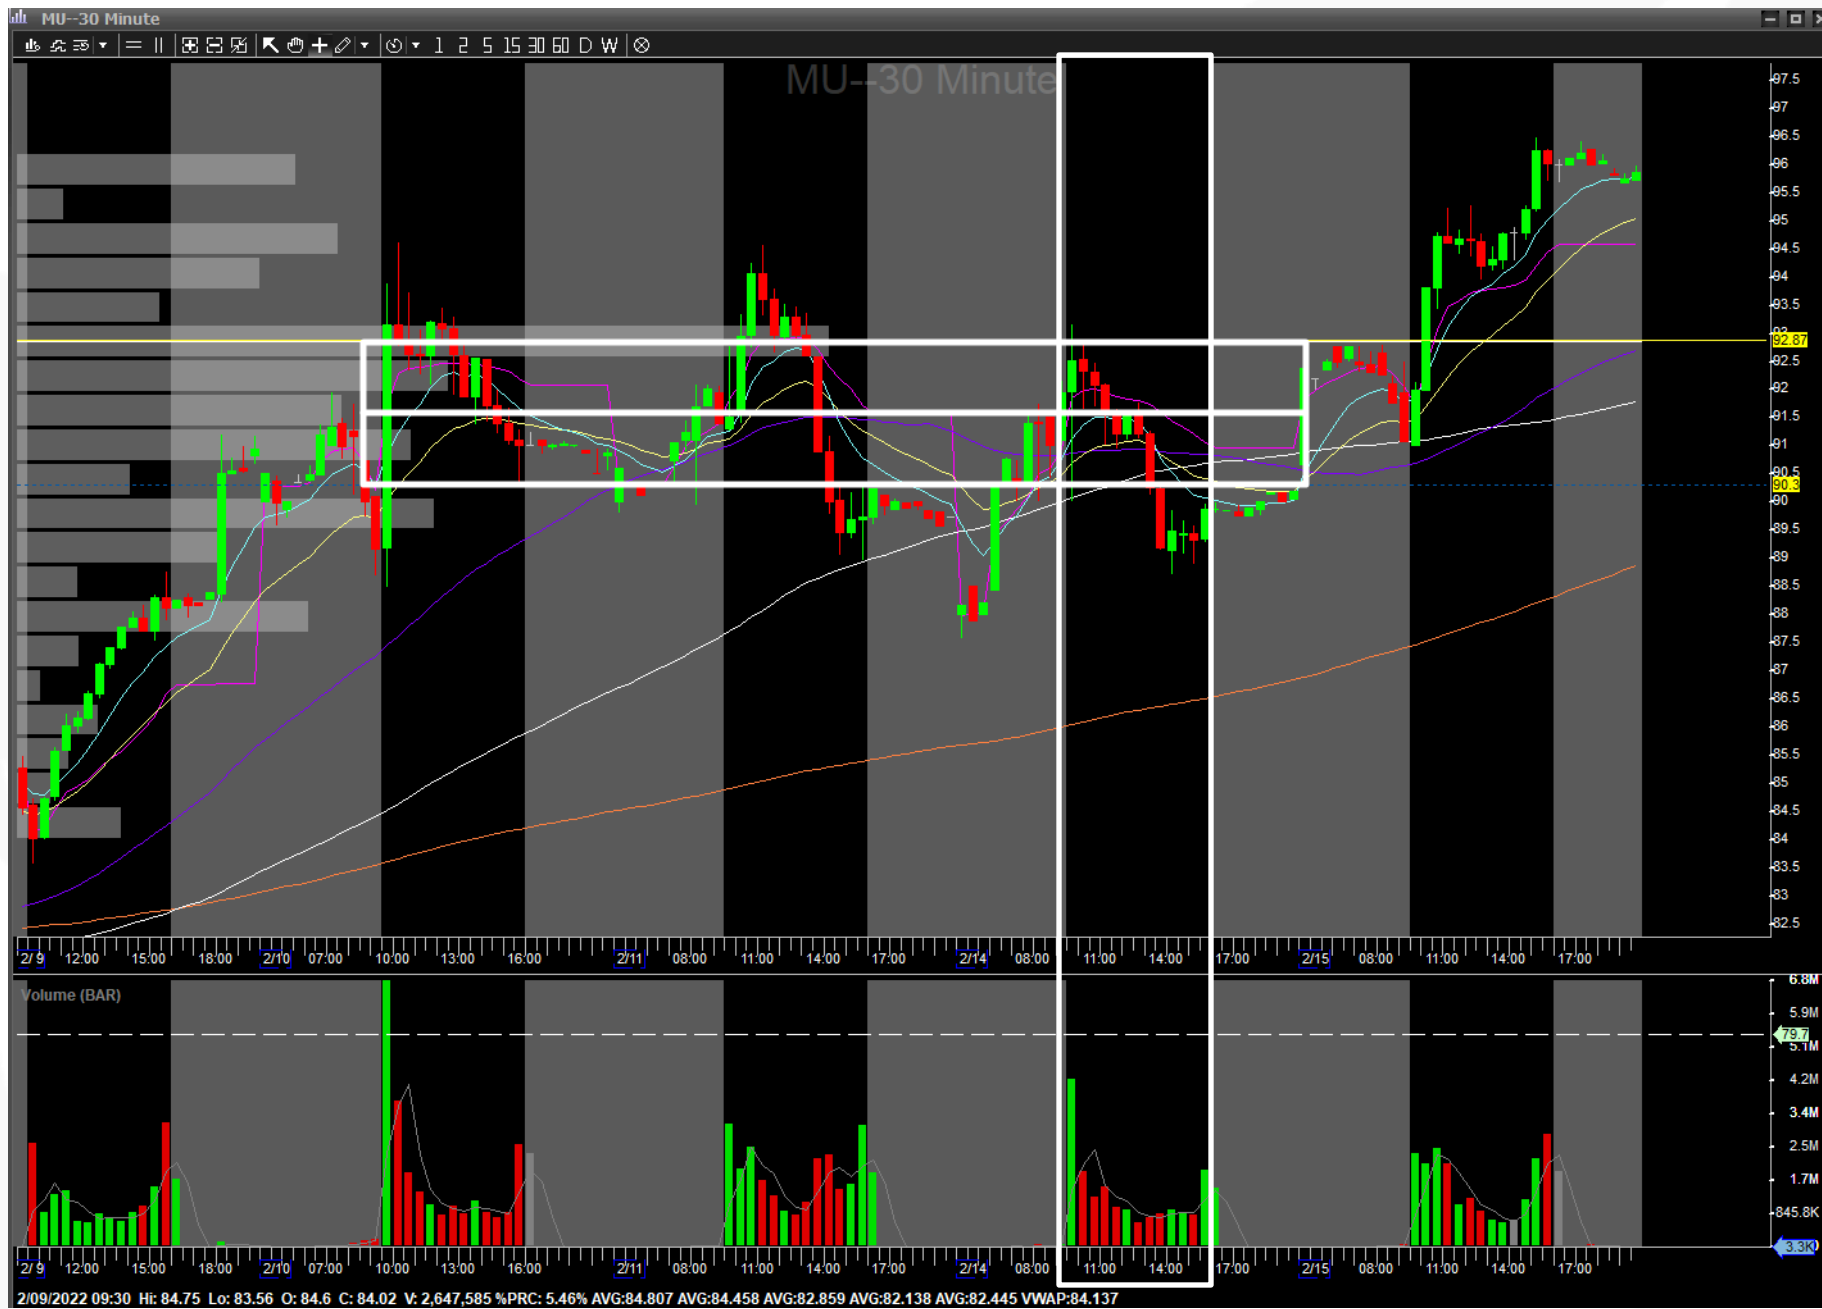 MU--30 Minute
1 2 5 15 30 60 D W
MU--30 Minute
97.5
97
96.5
96
95.5
95
94.5
94
93.5
93
92.87
92.5
92
91.5
91
90.5
90.3
90
89.5
89
88.5
88
87.5
87
86.5
86
85.5
85
84.5
84
83.5
83
82.5
2/ 9 12:00 15:00 18:00 2/10 07:00 10:00 13:00 16:00 2/11 08:00 11:00 14:00 17:00 2/14 08:00 11:00 14:00 17:00 2/15 08:00 11:00 14:00 17:00
Volume (BAR)
6.8M
5.9M
79.7
5.1M
4.2M
3.4M
2.5M
1.7M
845.8K
3.3K
2/ 9 12:00 15:00 18:00 2/10 07:00 10:00 13:00 16:00 2/11 08:00 11:00 14:00 17:00 2/14 08:00 11:00 14:00 17:00 2/15 08:00 11:00 14:00 17:00
2/09/2022 09:30 Hi: 84.75 Lo: 83.56 O: 84.6 C: 84.02 V: 2,647,585 %PRC: 5.46% AVG:84.807 AVG:84.458 AVG:82.859 AVG:82.138 AVG:82.445 VWAP:84.137